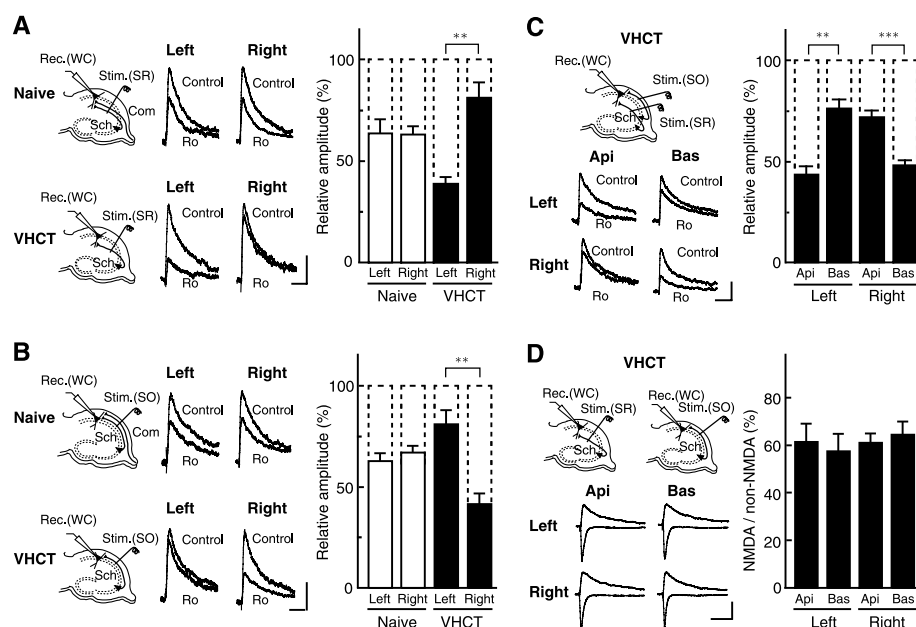 A
Left Right
Rec.(WC)
Stim.(SR)
Naive
Com
Sch
Control Control
Ro Ro
Left Right
Rec.(WC)
Stim.(SR)
VHCT
Sch
Control Control
Ro Ro
Relative amplitude (%)
100
50
0
**
Left Right Left Right
Naive VHCT
B
Left Right
Rec.(WC)
Stim.(SO)
Naive
Com
Sch
Control Control
Ro Ro
Left Right
Rec.(WC)
Stim.(SO)
VHCT
Sch
Control Control
Ro Ro
Relative amplitude (%)
100
50
0
**
Left Right Left Right
Naive VHCT
C
VHCT
Rec.(WC)
Stim.(SO)
Sch
Stim.(SR)
Api Bas
Left
Control Control
Ro Ro
Right
Control Control
Ro Ro
Relative amplitude (%)
100
50
0
** ***
Api Bas Api Bas
Left Right
D
VHCT
Rec.(WC) Rec.(WC)
Stim.(SR) Stim.(SO)
Sch Sch
Api Bas
Left
Right
NMDA / non-NMDA (%)
80
60
40
20
0
Api Bas Api Bas
Left Right